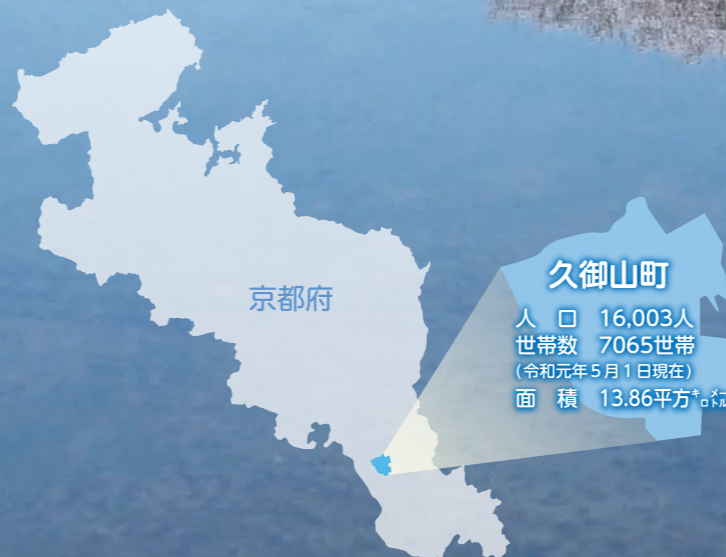 京都府
久御山町
人　口　16,003人
世帯数　7065世帯
（令和元年５月１日現在）
面　積　13.86平方キロメートル